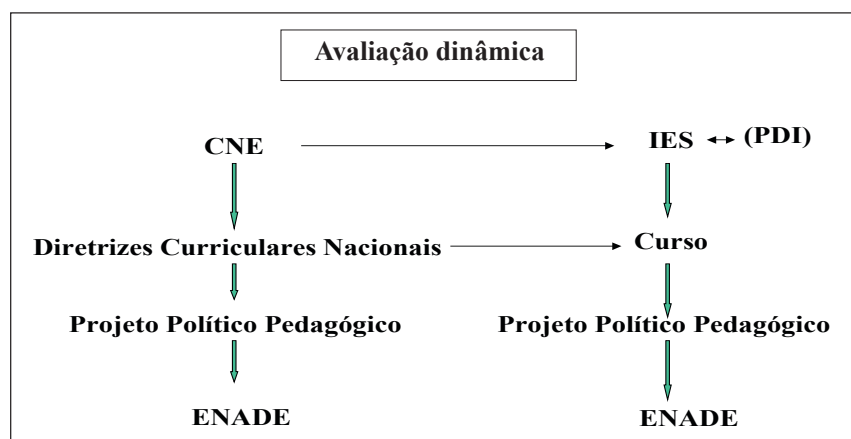 Avaliação dinâmica
CNE IES (PDI)
Diretrizes Curriculares Nacionais Curso
Projeto Político Pedagógico Projeto Político Pedagógico
ENADE ENADE